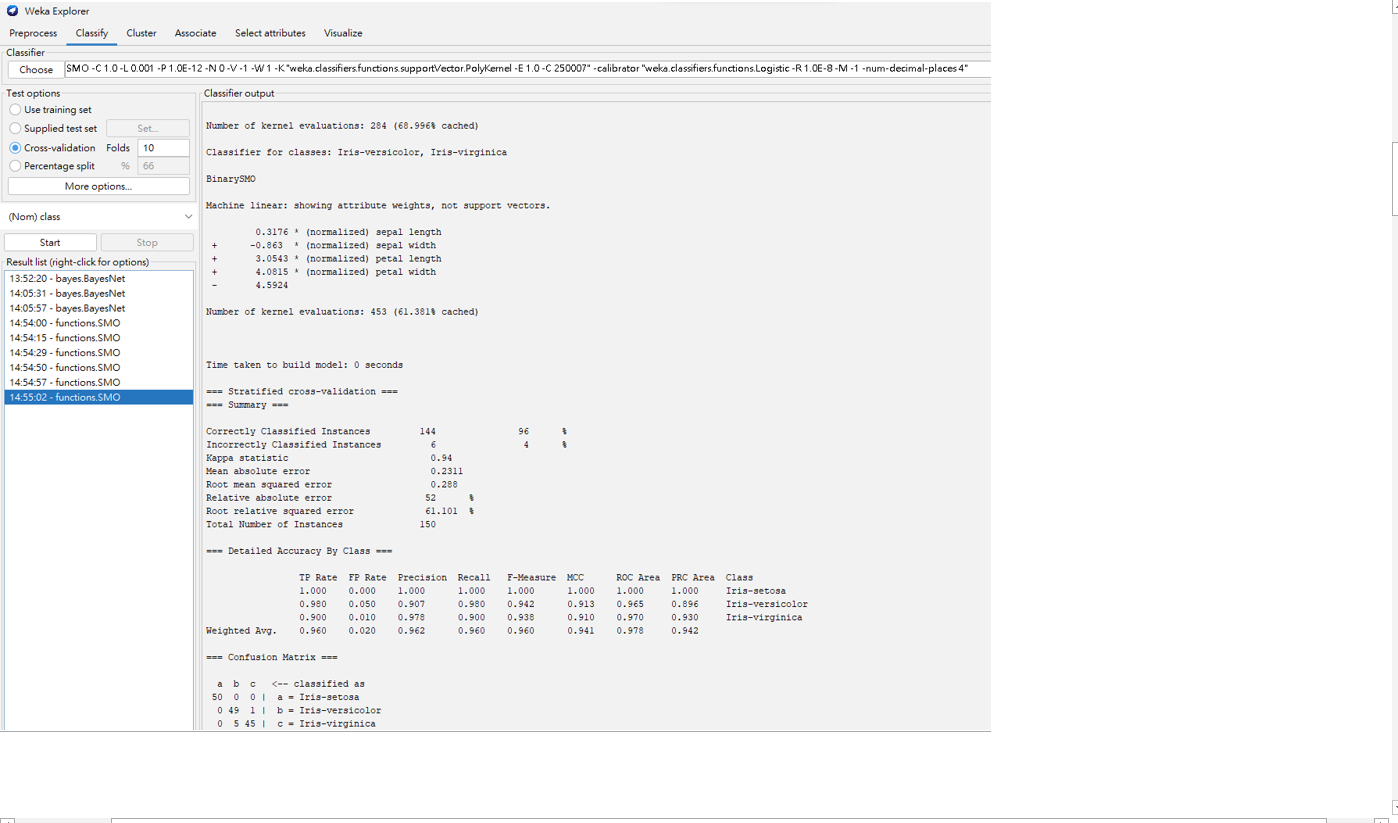 Weka Explorer
Preprocess Classify Cluster Associate Select attributes Visualize
Classifier
Choose SMO -C 1.0 -L 0.001 -P 1.0E-12 -N 0 -V -1 -W 1 -K "weka.classifiers.functions.supportVector.PolyKernel -E 1.0 -C 250007" -calibrator "weka.classifiers.functions.Logistic -R 1.0E-8 -M -1 -num-decimal-places 4"
Test options
Use training set
Supplied test set Set...
Cross-validation Folds 10
Percentage split % 66
More options...
(Nom) class
Start Stop
Result list (right-click for options)
13:52:20 - bayes.BayesNet
14:05:31 - bayes.BayesNet
14:05:57 - bayes.BayesNet
14:54:00 - functions.SMO
14:54:15 - functions.SMO
14:54:29 - functions.SMO
14:54:50 - functions.SMO
14:54:57 - functions.SMO
14:55:02 - functions.SMO
Classifier output
Number of kernel evaluations: 284 (68.996% cached)
Classifier for classes: Iris-versicolor, Iris-virginica
BinarySMO
Machine linear: showing attribute weights, not support vectors.
0.3176 * (normalized) sepal length
+ -0.863 * (normalized) sepal width
+ 3.0543 * (normalized) petal length
+ 4.0815 * (normalized) petal width
- 4.5924
Number of kernel evaluations: 453 (61.381% cached)
Time taken to build model: 0 seconds
=== Stratified cross-validation ===
=== Summary ===
Correctly Classified Instances 144 96 %
Incorrectly Classified Instances 6 4 %
Kappa statistic 0.94
Mean absolute error 0.2311
Root mean squared error 0.288
Relative absolute error 52 %
Root relative squared error 61.101 %
Total Number of Instances 150
=== Detailed Accuracy By Class ===
TP Rate FP Rate Precision Recall F-Measure MCC ROC Area PRC Area Class
1.000 0.000 1.000 1.000 1.000 1.000 1.000 1.000 Iris-setosa
0.980 0.050 0.907 0.980 0.942 0.913 0.965 0.896 Iris-versicolor
0.900 0.010 0.978 0.900 0.938 0.910 0.970 0.930 Iris-virginica
Weighted Avg. 0.960 0.020 0.962 0.960 0.960 0.941 0.978 0.942
=== Confusion Matrix ===
a b c <-- classified as
50 0 0 | a = Iris-setosa
0 49 1 | b = Iris-versicolor
0 5 45 | c = Iris-virginica